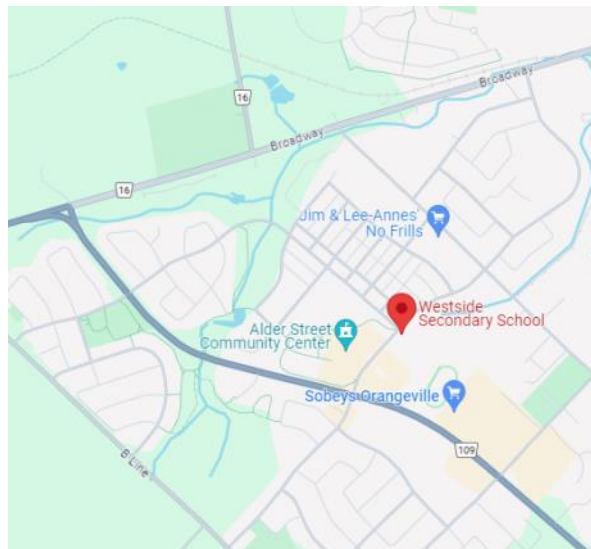 Broadway
16
Broadway
16
Jim & Lee-Annes'
No Frills
Westside
Secondary School
Alder Street
Community Center
Sobeys Orangeville
109
B Line